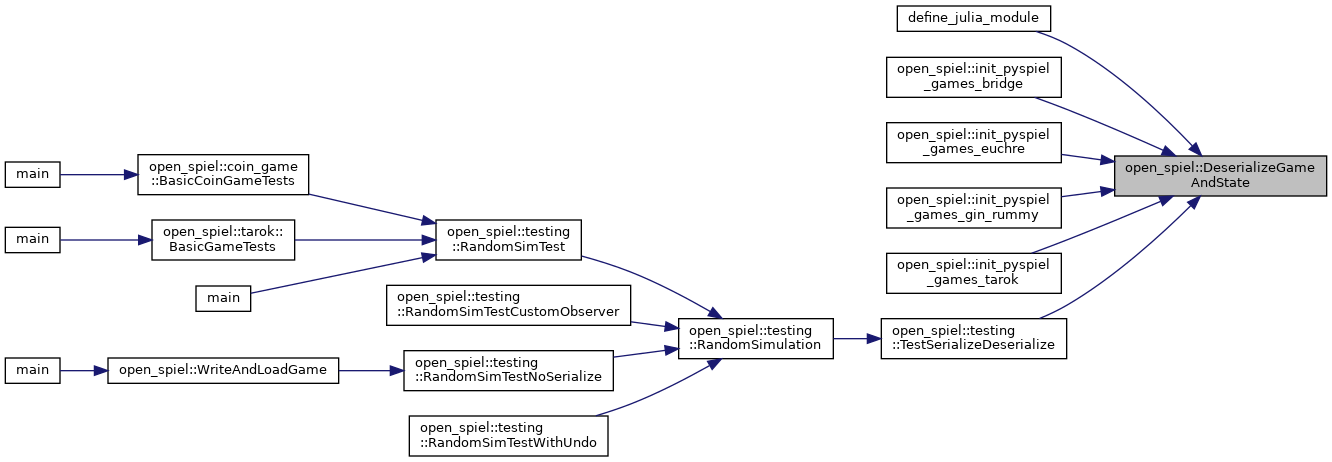 define_julia_module
open_spiel::init_pyspiel
_games_bridge
open_spiel::init_pyspiel
_games_euchre
open_spiel::DeserializeGame
AndState
open_spiel::coin_game
::BasicCoinGameTests
main
open_spiel::init_pyspiel
_games_gin_rummy
open_spiel::tarok::
BasicGameTests
main
open_spiel::testing
::RandomSimTest
open_spiel::init_pyspiel
_games_tarok
main
open_spiel::testing
::RandomSimTestCustomObserver
open_spiel::testing
::RandomSimulation
open_spiel::testing
::TestSerializeDeserialize
main
open_spiel::WriteAndLoadGame
open_spiel::testing
::RandomSimTestNoSerialize
open_spiel::testing
::RandomSimTestWithUndo